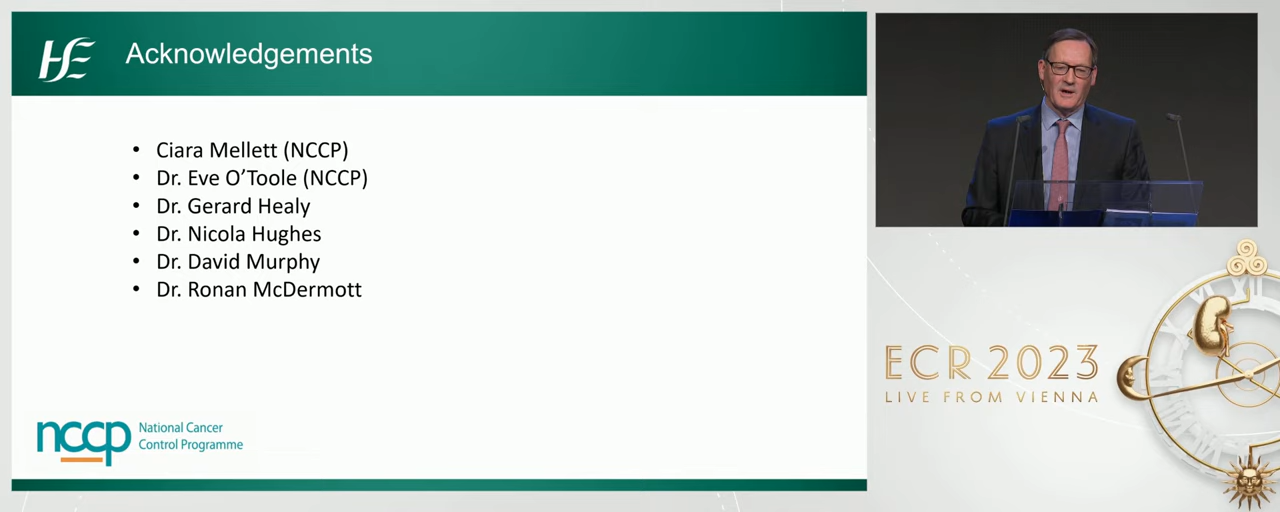 Acknowledgements
• Ciara Mellett (NCCP)
• Dr. Eve O'Toole (NCCP)
• Dr. Gerard Healy
• Dr. Nicola Hughes
• Dr. David Murphy
• Dr. Ronan McDermott
nccp National Cancer
Control Programme
ECR 2023
LIVE FROM VIENNA